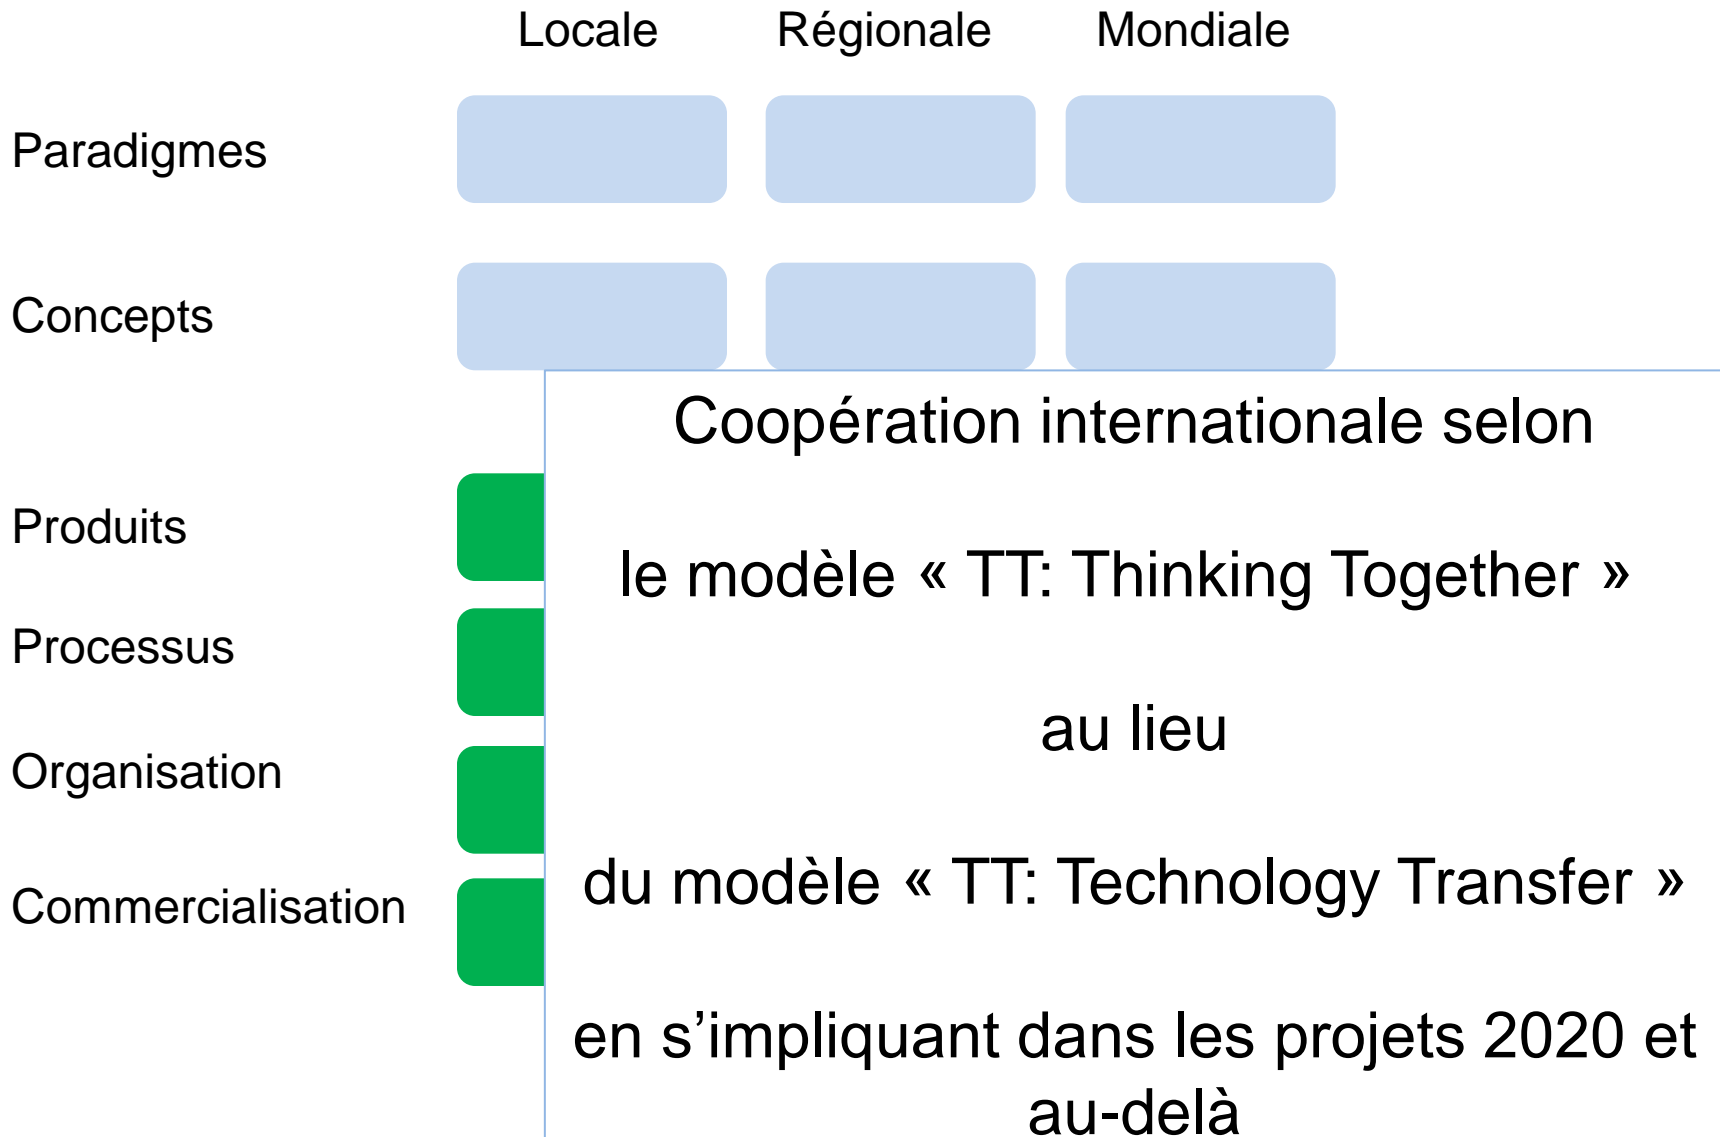 Locale Régionale Mondiale
Paradigmes
Concepts
Produits
Processus
Organisation
Commercialisation
Coopération internationale selon
le modèle « TT: Thinking Together »
au lieu
du modèle « TT: Technology Transfer »
en s’impliquant dans les projets 2020 et
au-delà